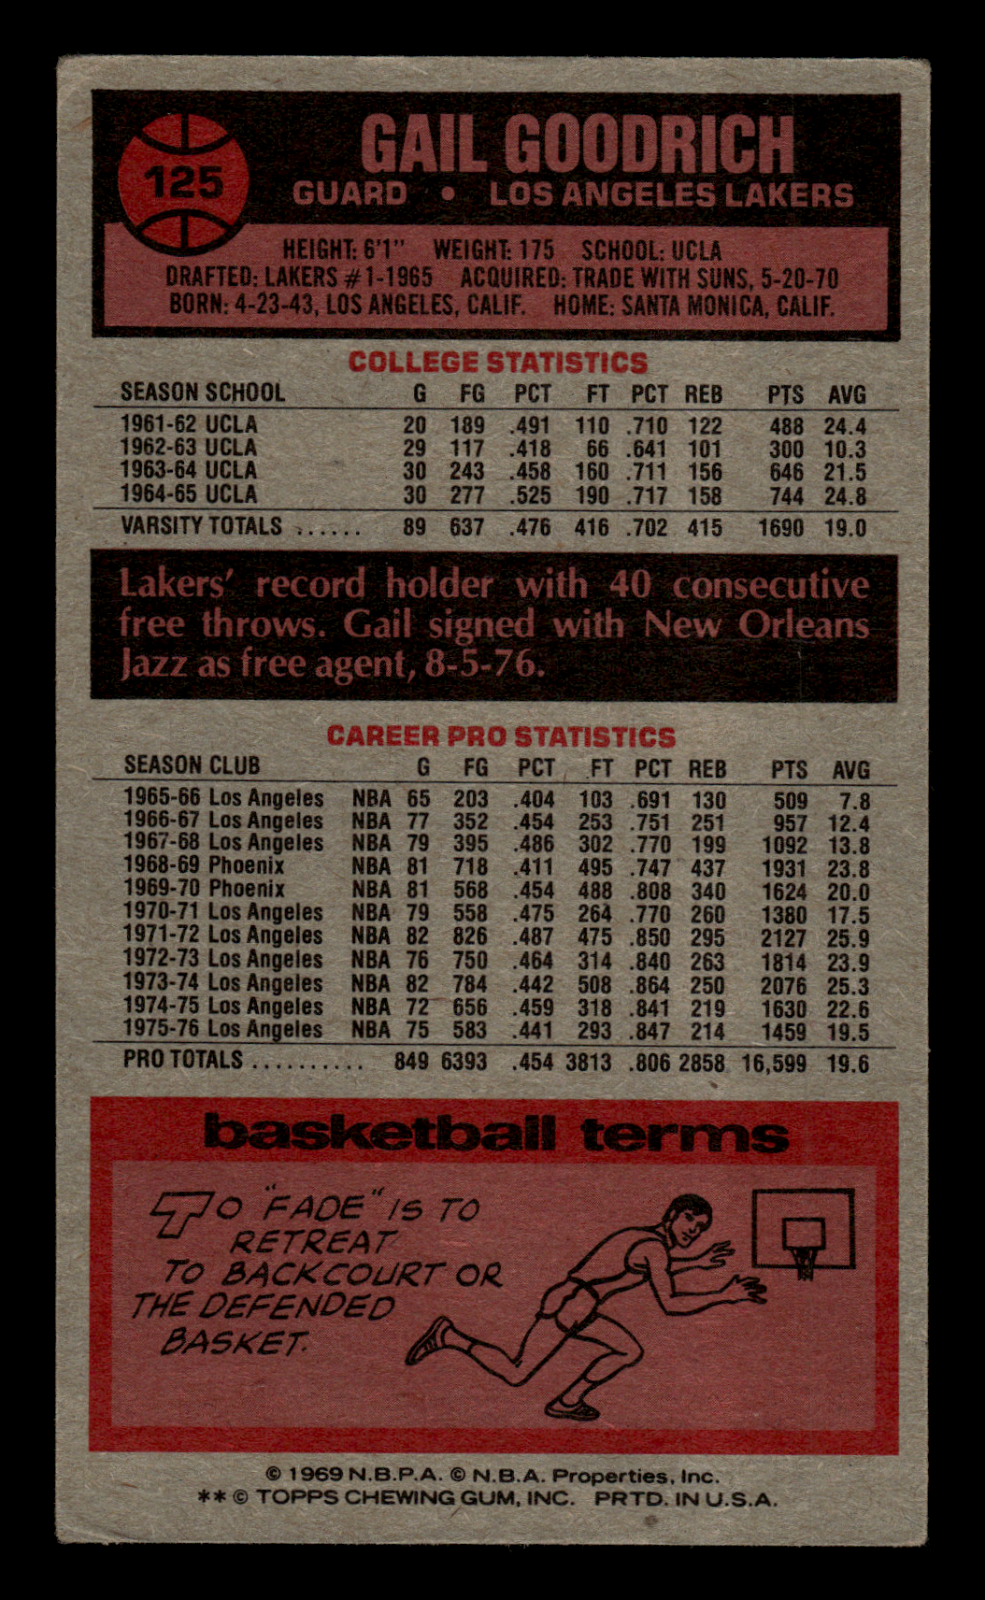 125
GAIL GOODRICH
GUARD • LOS ANGELES LAKERS
HEIGHT: 6'1" WEIGHT: 175 SCHOOL: UCLA
DRAFTED: LAKERS #1-1965 ACQUIRED: TRADE WITH SUNS, 5-20-70
BORN: 4-23-43, LOS ANGELES, CALIF. HOME: SANTA MONICA, CALIF.
COLLEGE STATISTICS
SEASON SCHOOL G FG PCT FT PCT REB PTS AVG
1961-62 UCLA 20 189 .491 110 .710 122 488 24.4
1962-63 UCLA 29 117 .418 66 .641 101 300 10.3
1963-64 UCLA 30 243 .458 160 .711 156 646 21.5
1964-65 UCLA 30 277 .525 190 .717 158 744 24.8
VARSITY TOTALS ...... 89 637 .476 416 .702 415 1690 19.0
Lakers' record holder with 40 consecutive
free throws. Gail signed with New Orleans
Jazz as free agent, 8-5-76.
CAREER PRO STATISTICS
SEASON CLUB G FG PCT FT PCT REB PTS AVG
1965-66 Los Angeles NBA 65 203 .404 103 .691 130 509 7.8
1966-67 Los Angeles NBA 77 352 .454 253 .751 251 957 12.4
1967-68 Los Angeles NBA 79 395 .486 302 .770 199 1092 13.8
1968-69 Phoenix NBA 81 718 .411 495 .747 437 1931 23.8
1969-70 Phoenix NBA 81 568 .454 488 .808 340 1624 20.0
1970-71 Los Angeles NBA 79 558 .475 264 .770 260 1380 17.5
1971-72 Los Angeles NBA 82 826 .487 475 .850 295 2127 25.9
1972-73 Los Angeles NBA 76 750 .464 314 .840 263 1814 23.9
1973-74 Los Angeles NBA 82 784 .442 508 .864 250 2076 25.3
1974-75 Los Angeles NBA 72 656 .459 318 .841 219 1630 22.6
1975-76 Los Angeles NBA 75 583 .441 293 .847 214 1459 19.5
PRO TOTALS .......... 849 6393 .454 3813 .806 2858 16,599 19.6
basketball terms
TO "FADE" IS TO
RETREAT
TO BACKCOURT OR
THE DEFENDED
BASKET.
© 1969 N.B.P.A. © N.B.A. Properties, Inc.
** © TOPPS CHEWING GUM, INC. PRTD. IN U.S.A.